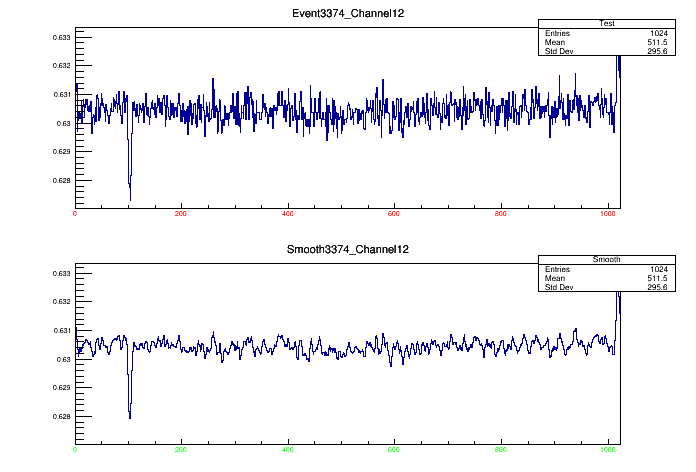 Event3374_Channel12
Test
Entries 1024
Mean 511.5
Std Dev 295.6
0.633
0.632
0.631
0.63
0.629
0.628
0 200 400 600 800 1000
Smooth3374_Channel12
Smooth
Entries 1024
Mean 511.5
Std Dev 295.6
0.633
0.632
0.631
0.63
0.629
0.628
0 200 400 600 800 1000